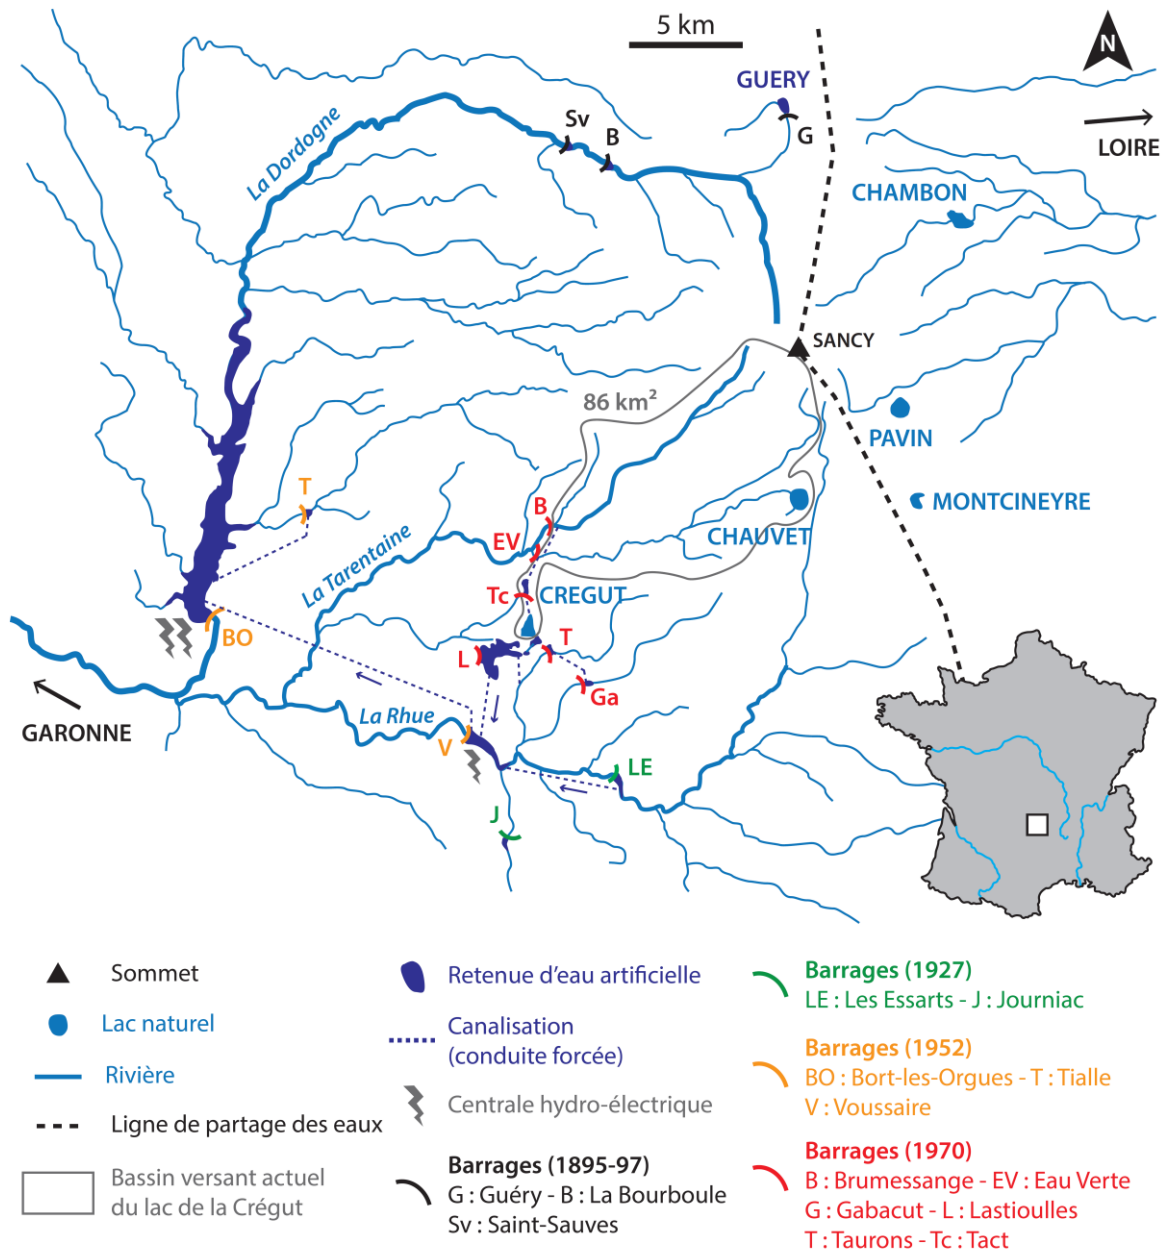 5 km
N
GUERY
Sv
B
G
LOIRE
La Dordogne
CHAMBON
SANCY
86 km²
PAVIN
T
B
MONTCINEYRE
EV
CHAUVET
La Tarentaine
Tc
CREGUT
BO
T
L
Ga
GARONNE
La Rhue
V
LE
J
Sommet
Lac naturel
Rivière
Ligne de partage des eaux
Bassin versant actuel
du lac de la Crégut
Retenue d'eau artificielle
Canalisation
(conduite forcée)
Centrale hydro-électrique
Barrages (1895-97)
G : Guéry - B : La Bourboule
Sv : Saint-Sauves
Barrages (1927)
LE : Les Essarts - J : Journiac
Barrages (1952)
BO : Bort-les-Orgues - T : Tialle
V : Voussaire
Barrages (1970)
B : Brumessange - EV : Eau Verte
G : Gabacut - L : Lastioulles
T : Taurons - Tc : Tact